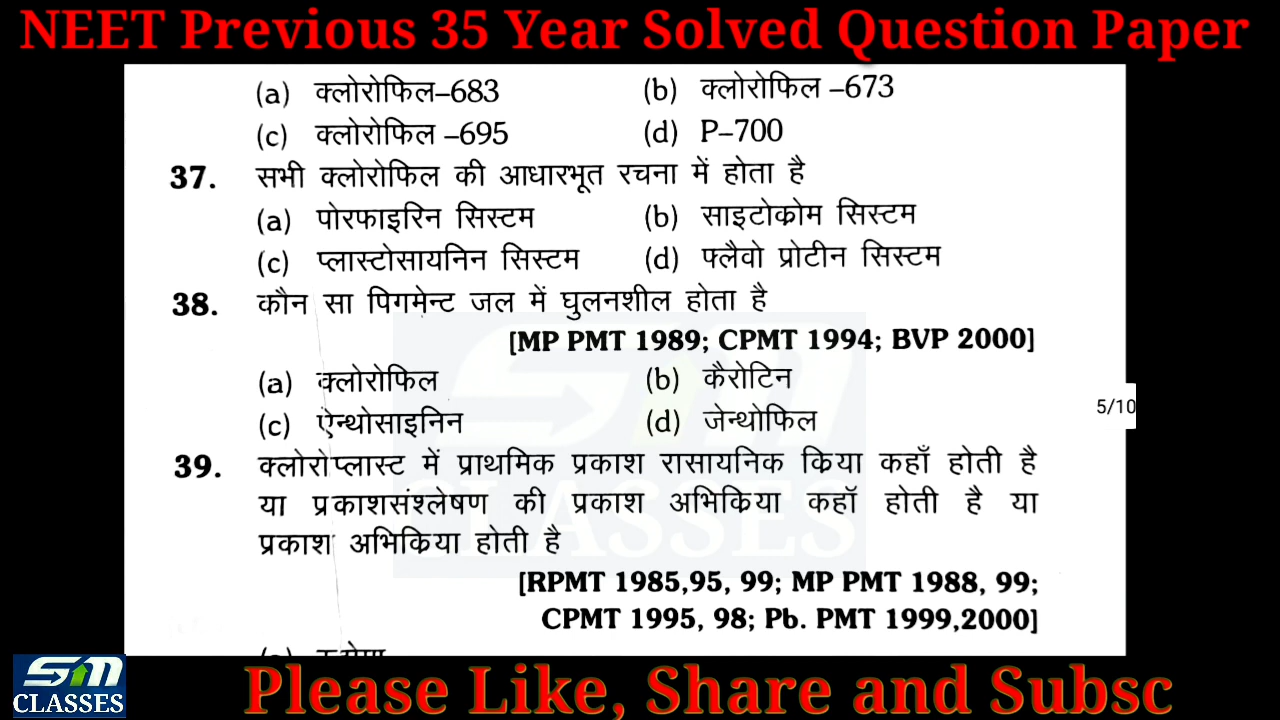 NEET Previous 35 Year Solved Question Paper
(a) क्लोरोफिल–683 (b) क्लोरोफिल –673
(c) क्लोरोफिल –695 (d) P–700
37. सभी क्लोरोफिल की आधारभूत रचना में होता है
(a) पोरफाइरिन सिस्टम (b) साइटोक्रोम सिस्टम
(c) प्लास्टोसायनिन सिस्टम (d) फ्लैवो प्रोटीन सिस्टम
38. कौन सा पिगमेन्ट जल में घुलनशील होता है
[MP PMT 1989; CPMT 1994; BVP 2000]
(a) क्लोरोफिल (b) कैरोटिन
(c) ऐन्थोसाइनिन (d) जेन्थोफिल
5/10
39. क्लोरोप्लास्ट में प्राथमिक प्रकाश रासायनिक क्रिया कहाँ होती है
या प्रकाशसंश्लेषण की प्रकाश अभिक्रिया कहॉ होती है या
प्रकाश अभिक्रिया होती है
[RPMT 1985,95, 99; MP PMT 1988, 99;
CPMT 1995, 98; Pb. PMT 1999,2000]
SM CLASSES
SM
CLASSES
Please Like, Share and Subsc